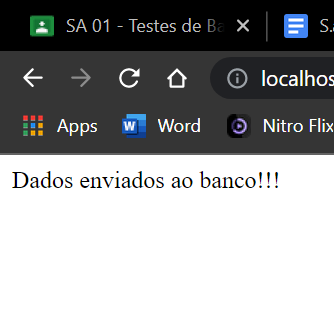 SA 01 - Testes de Ba
S.
localhos
Apps Word Nitro Flix
Dados enviados ao banco!!!